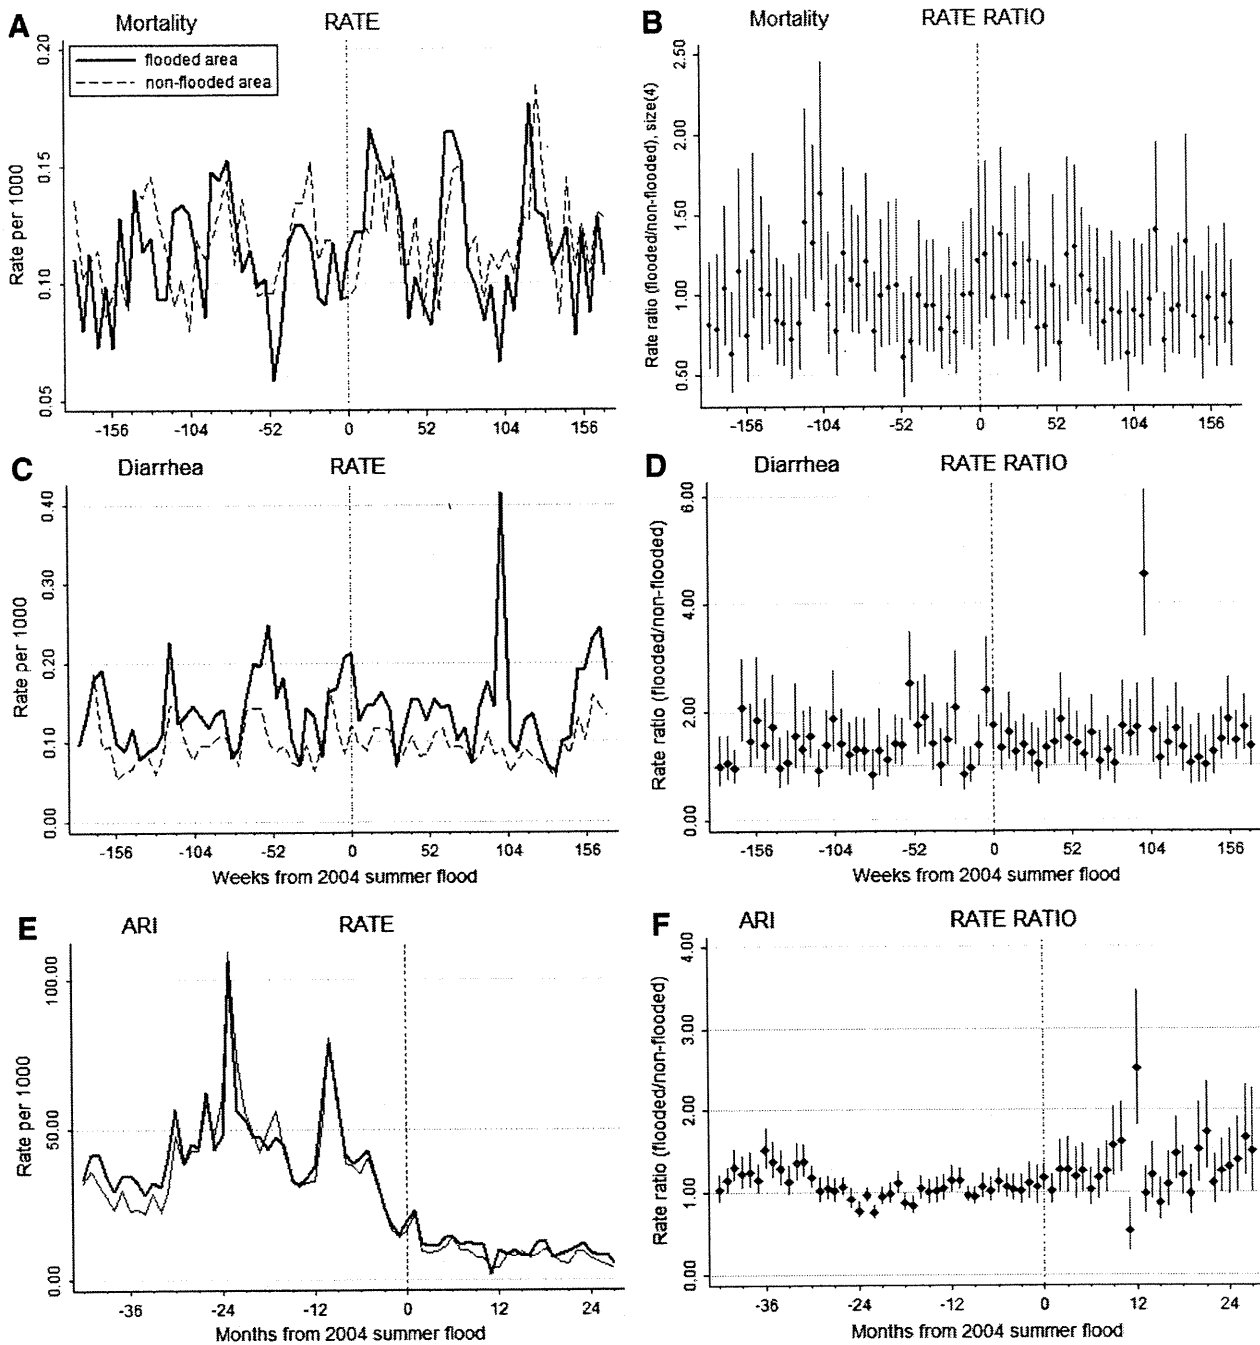 A Mortality RATE
flooded area
non-flooded area
Rate per 1000
0.20
0.15
0.10
0.05
-156 -104 -52 0 52 104 156
B Mortality RATE RATIO
Rate ratio (flooded/non-flooded), size(4)
2.50
2.00
1.50
1.00
0.50
-156 -104 -52 0 52 104 156
C Diarrhea RATE
Rate per 1000
0.40
0.30
0.20
0.10
0.00
-156 -104 -52 0 52 104 156
Weeks from 2004 summer flood
D Diarrhea RATE RATIO
Rate ratio (flooded/non-flooded)
6.00
4.00
2.00
0.00
-156 -104 -52 0 52 104 156
Weeks from 2004 summer flood
E ARI RATE
Rate per 1000
100.00
50.00
0.00
-36 -24 -12 0 12 24
Months from 2004 summer flood
F ARI RATE RATIO
Rate ratio (flooded/non-flooded)
4.00
3.00
2.00
1.00
0.00
-36 -24 -12 0 12 24
Months from 2004 summer flood